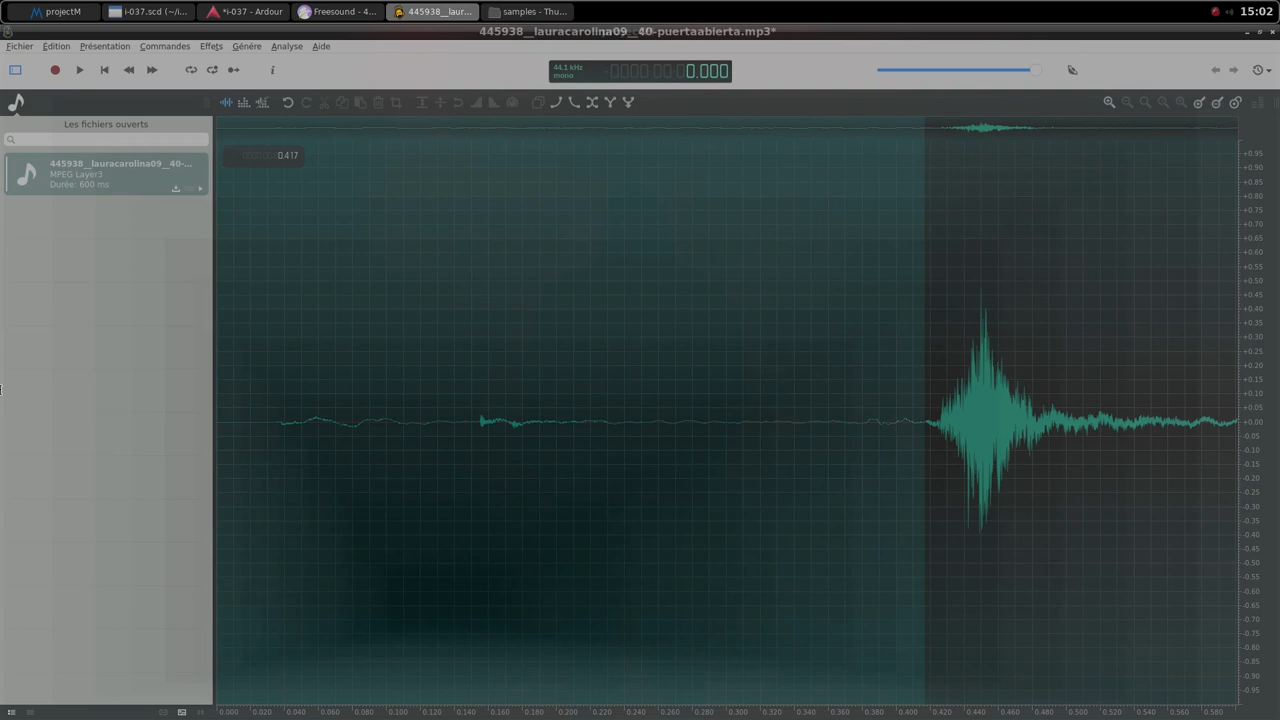 projectM
i-037.scd (~/i...
*i-037 - Ardour
Freesound - 4...
445938__laur...
samples - Thu...
15:02
445938__lauracarolina09__40-puertaabierta.mp3*
Fichier
Édition
Présentation
Commandes
Effets
Génére
Analyse
Aide
44.1 kHz
mono
0.000
Les fichiers ouverts
445938__lauracarolina09__40-...
MPEG Layer3
Durée: 600 ms
0.417
+0.95
+0.90
+0.85
+0.80
+0.75
+0.70
+0.65
+0.60
+0.55
+0.50
+0.45
+0.40
+0.35
+0.30
+0.25
+0.20
+0.15
+0.10
+0.05
+0.00
-0.05
-0.10
-0.15
-0.20
-0.25
-0.30
-0.35
-0.40
-0.45
-0.50
-0.55
-0.60
-0.65
-0.70
-0.75
-0.80
-0.85
-0.90
-0.95
0.000 0.020 0.040 0.060 0.080 0.100 0.120 0.140 0.160 0.180 0.200 0.220 0.240 0.260 0.280 0.300 0.320 0.340 0.360 0.380 0.400 0.420 0.440 0.460 0.480 0.500 0.520 0.540 0.560 0.580